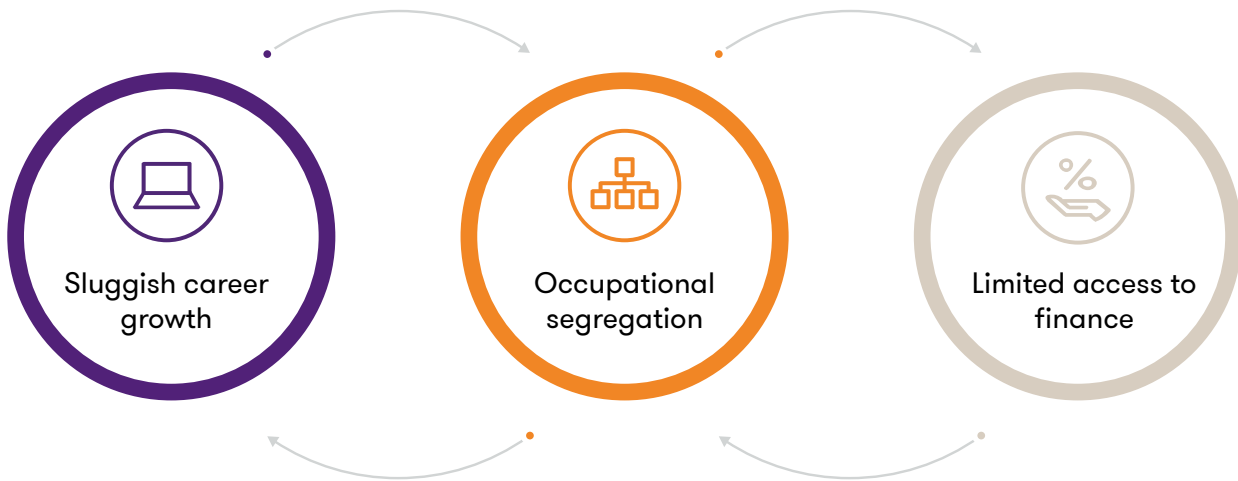 Sluggish career
growth
Occupational
segregation
Limited access to
finance